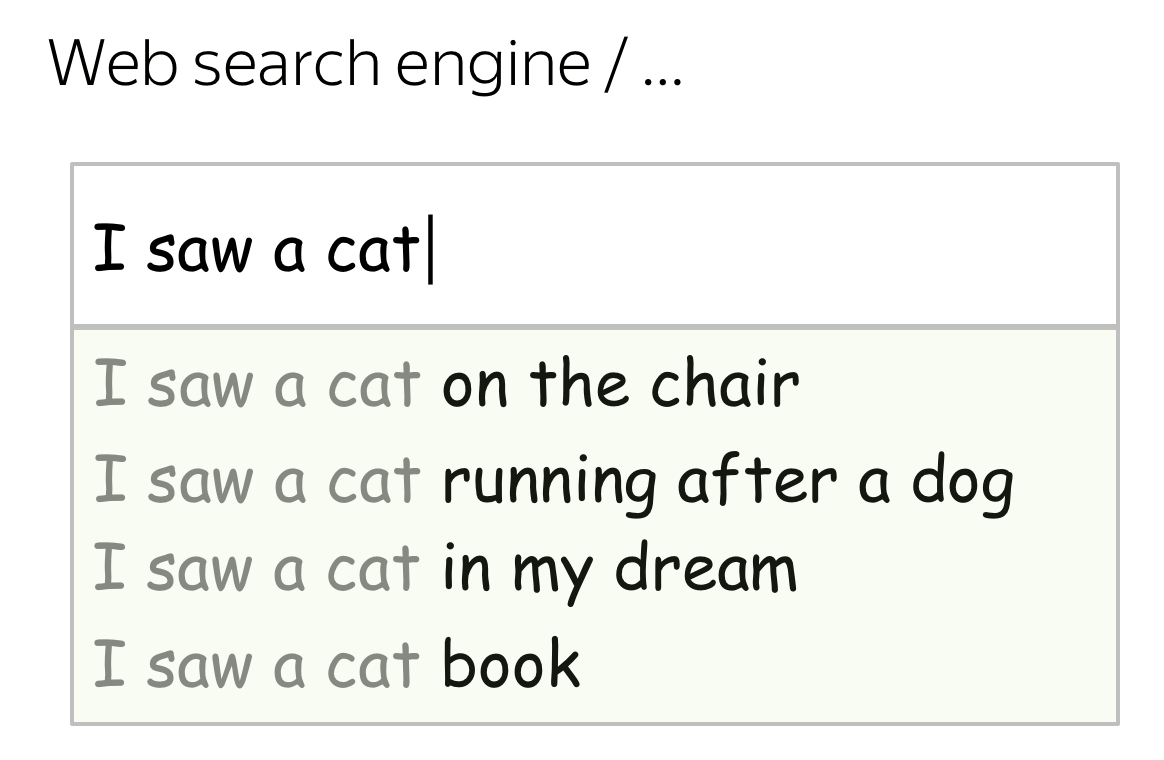 Web search engine / ...
I saw a cat
I saw a cat on the chair
I saw a cat running after a dog
I saw a cat in my dream
I saw a cat book